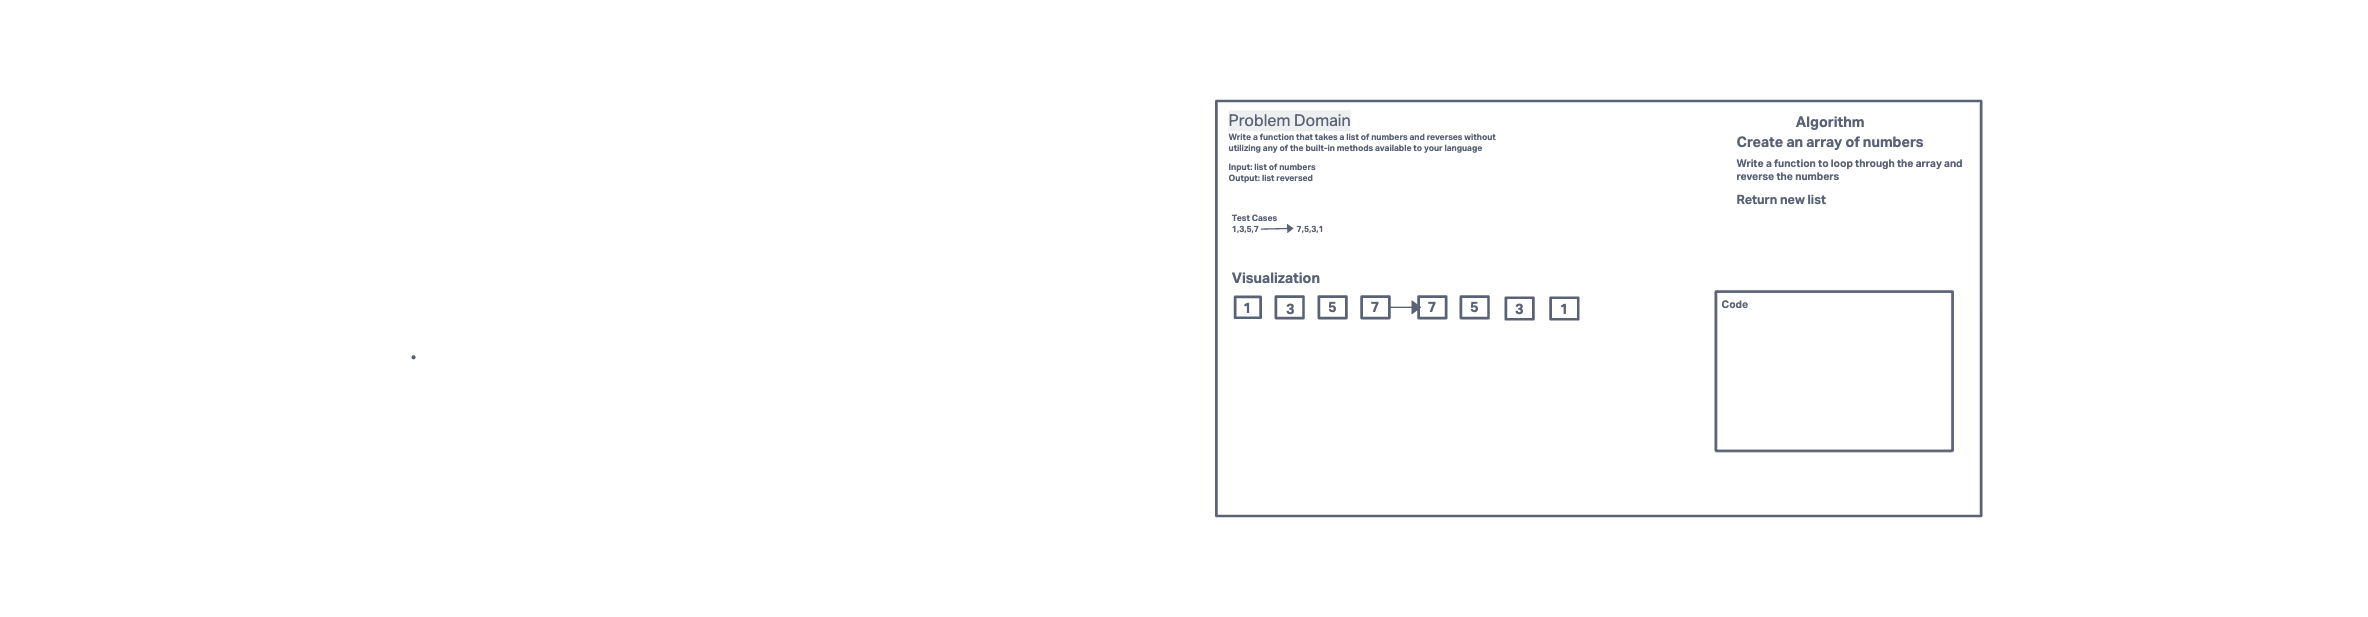 Problem Domain
Write a function that takes a list of numbers and reverses without
utilizing any of the built-in methods available to your language
Input: list of numbers
Output: list reversed
Test Cases
1,3,5,7 7,5,3,1
Visualization
1 3 5 7 7 5 3 1
Algorithm
Create an array of numbers
Write a function to loop through the array and
reverse the numbers
Return new list
Code